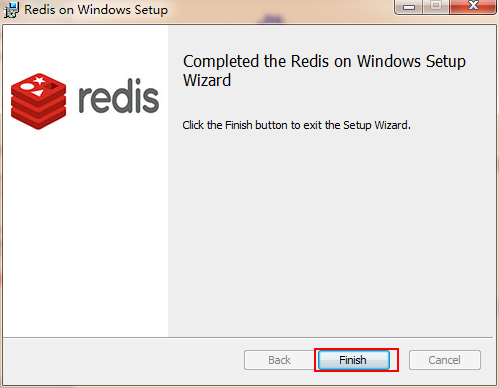 Redis on Windows Setup
Completed the Redis on Windows Setup
Wizard
redis
Click the Finish button to exit the Setup Wizard.
Back
Finish
Cancel